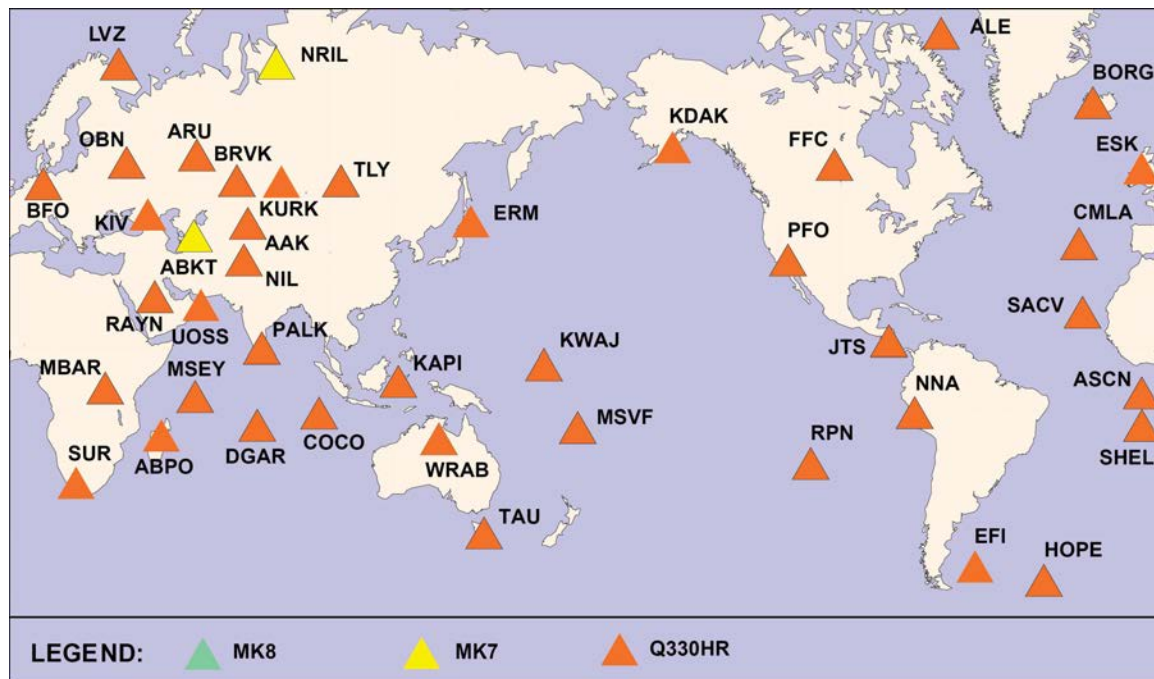 LVZ
NRIL
ALE
BORG
KDAK
FFC
ESK
OBN
ARU
BRVK
TLY
BFO
KIV
KURK
ERM
CMLA
PFO
AAK
ABKT
NIL
SACV
RAYN
UOSS
PALK
KWAJ
JTS
MBAR
MSEY
KAPI
NNA
ASCN
MSVF
RPN
SUR
ABPO
DGAR
COCO
WRAB
SHEL
TAU
EFI
HOPE
LEGEND: MK8 MK7 Q330HR